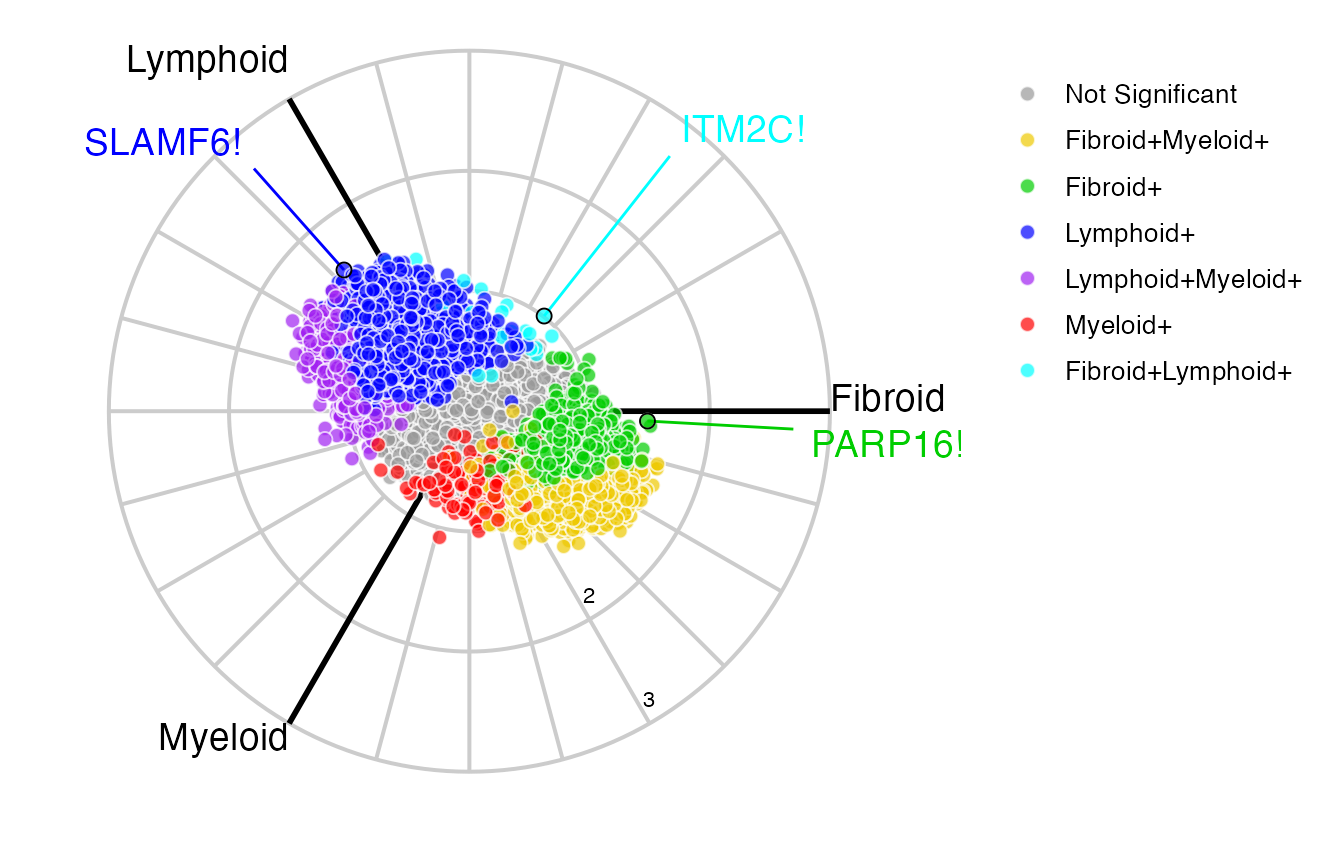 Lymphoid
SLAMF6!
ITM2C!
Fibroid
PARP16!
2
3
Myeloid
Not Significant
Fibroid+Myeloid+
Fibroid+
Lymphoid+
Lymphoid+Myeloid+
Myeloid+
Fibroid+Lymphoid+